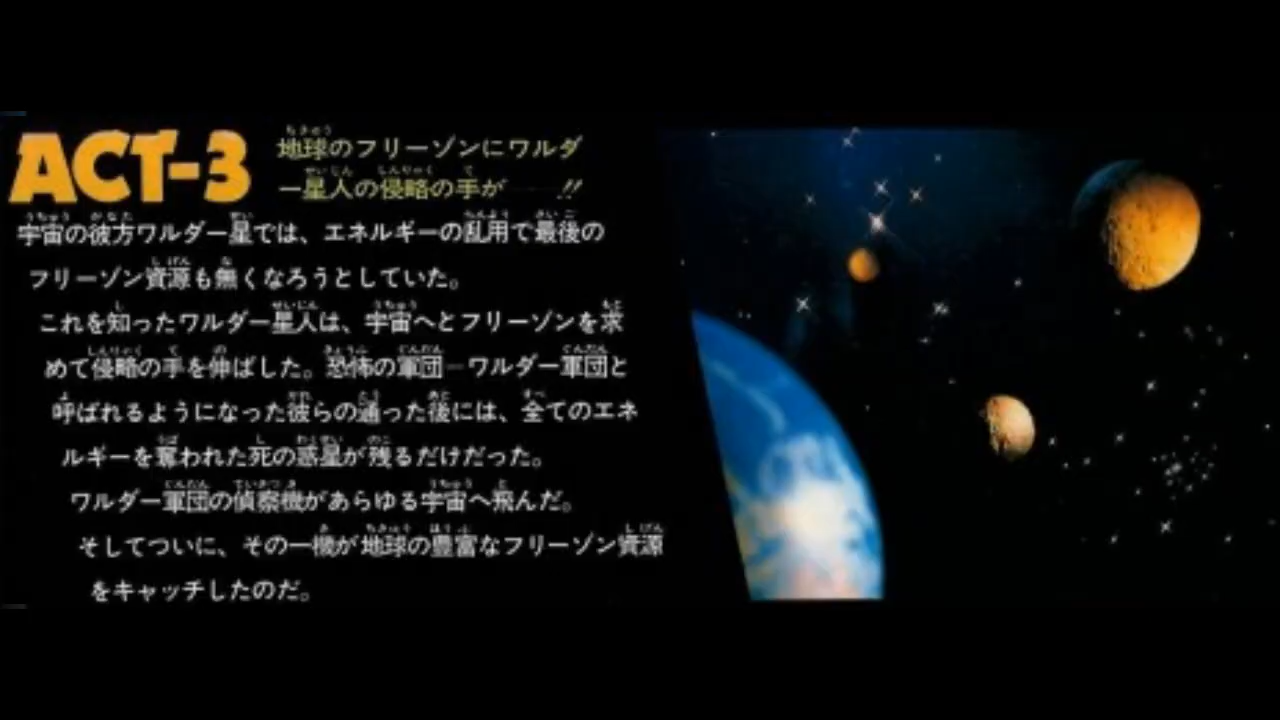 ACT-3
地球のフリーゾンにワルダ
ー星人の侵略の手が——!!
宇宙の彼方ワルダー星では、エネルギーの乱用で最後の
フリーゾン資源も無くなろうとしていた。
これを知ったワルダー星人は、宇宙へとフリーゾンを求
めて侵略の手を伸ばした。恐怖の軍団—ワルダー軍団と
呼ばれるようになった彼らの通った後には、全てのエネ
ルギーを奪われた死の惑星が残るだけだった。
ワルダー軍団の偵察機があらゆる宇宙へ飛んだ。
そしてついに、その一機が地球の豊富なフリーゾン資源
をキャッチしたのだ。